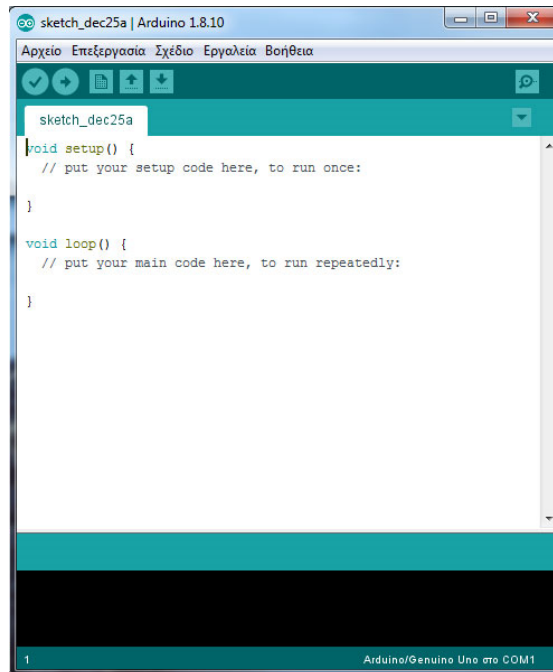 sketch_dec25a | Arduino 1.8.10
Αρχείο Επεξεργασία Σχέδιο Εργαλεία Βοήθεια
sketch_dec25a
void setup() {
// put your setup code here, to run once:
}
void loop() {
// put your main code here, to run repeatedly:
}
1 Arduino/Genuino Uno στο COM1